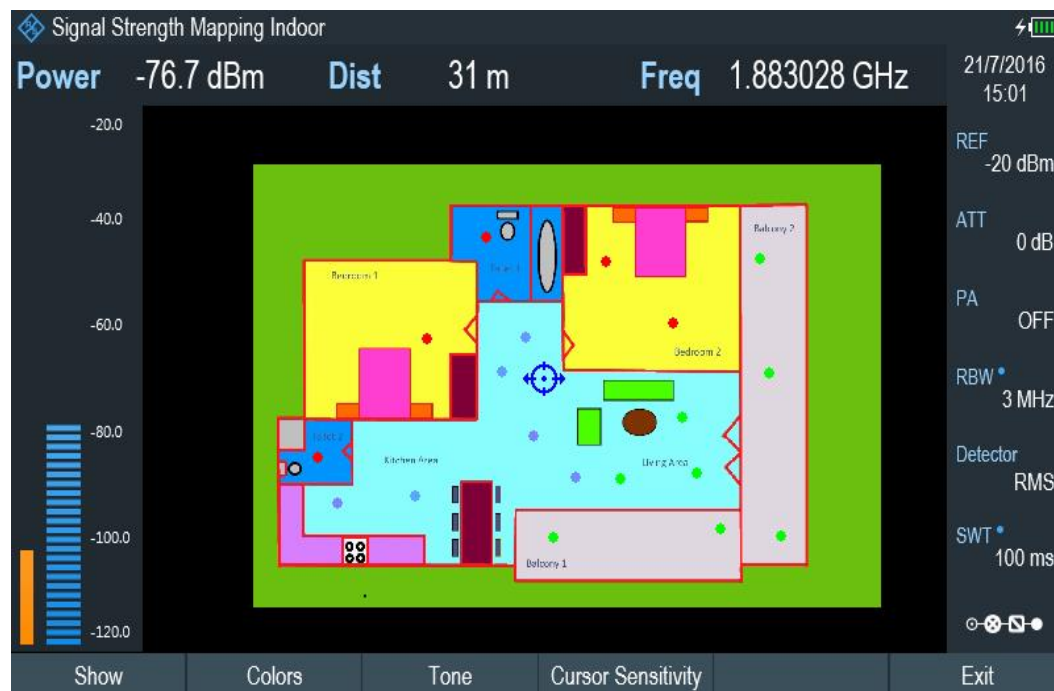 Signal Strength Mapping Indoor
Power -76.7 dBm Dist 31 m Freq 1.883028 GHz
21/7/2016
15:01
-20.0
-40.0
-60.0
-80.0
-100.0
-120.0
Balcony 2
Bedroom 1
Bedroom 2
Toilet 2
Kitchen Area
Living Area
Balcony 1
REF
-20 dBm
ATT
0 dB
PA
OFF
RBW
3 MHz
Detector
RMS
SWT
100 ms
Show Colors Tone Cursor Sensitivity Exit